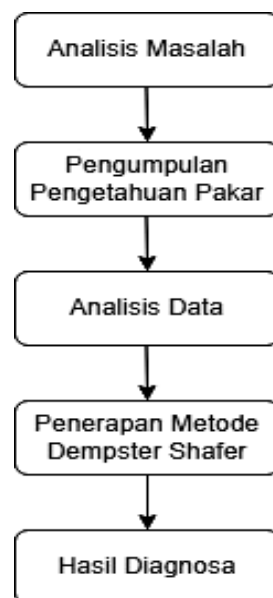 Analisis Masalah
Pengumpulan
Pengetahuan Pakar
Analisis Data
Penerapan Metode
Dempster Shafer
Hasil Diagnosa